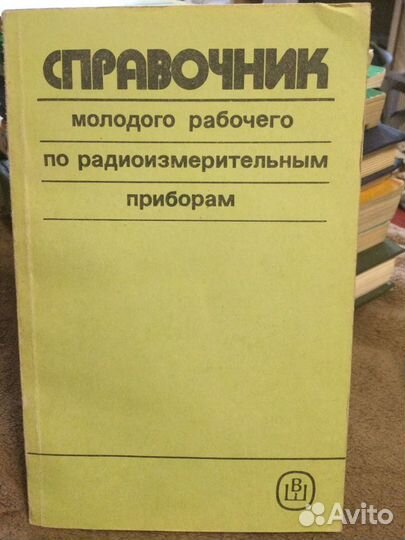 СПРАВОЧНИК
молодого рабочего
по радиоизмерительным
приборам
ВШ
Avito